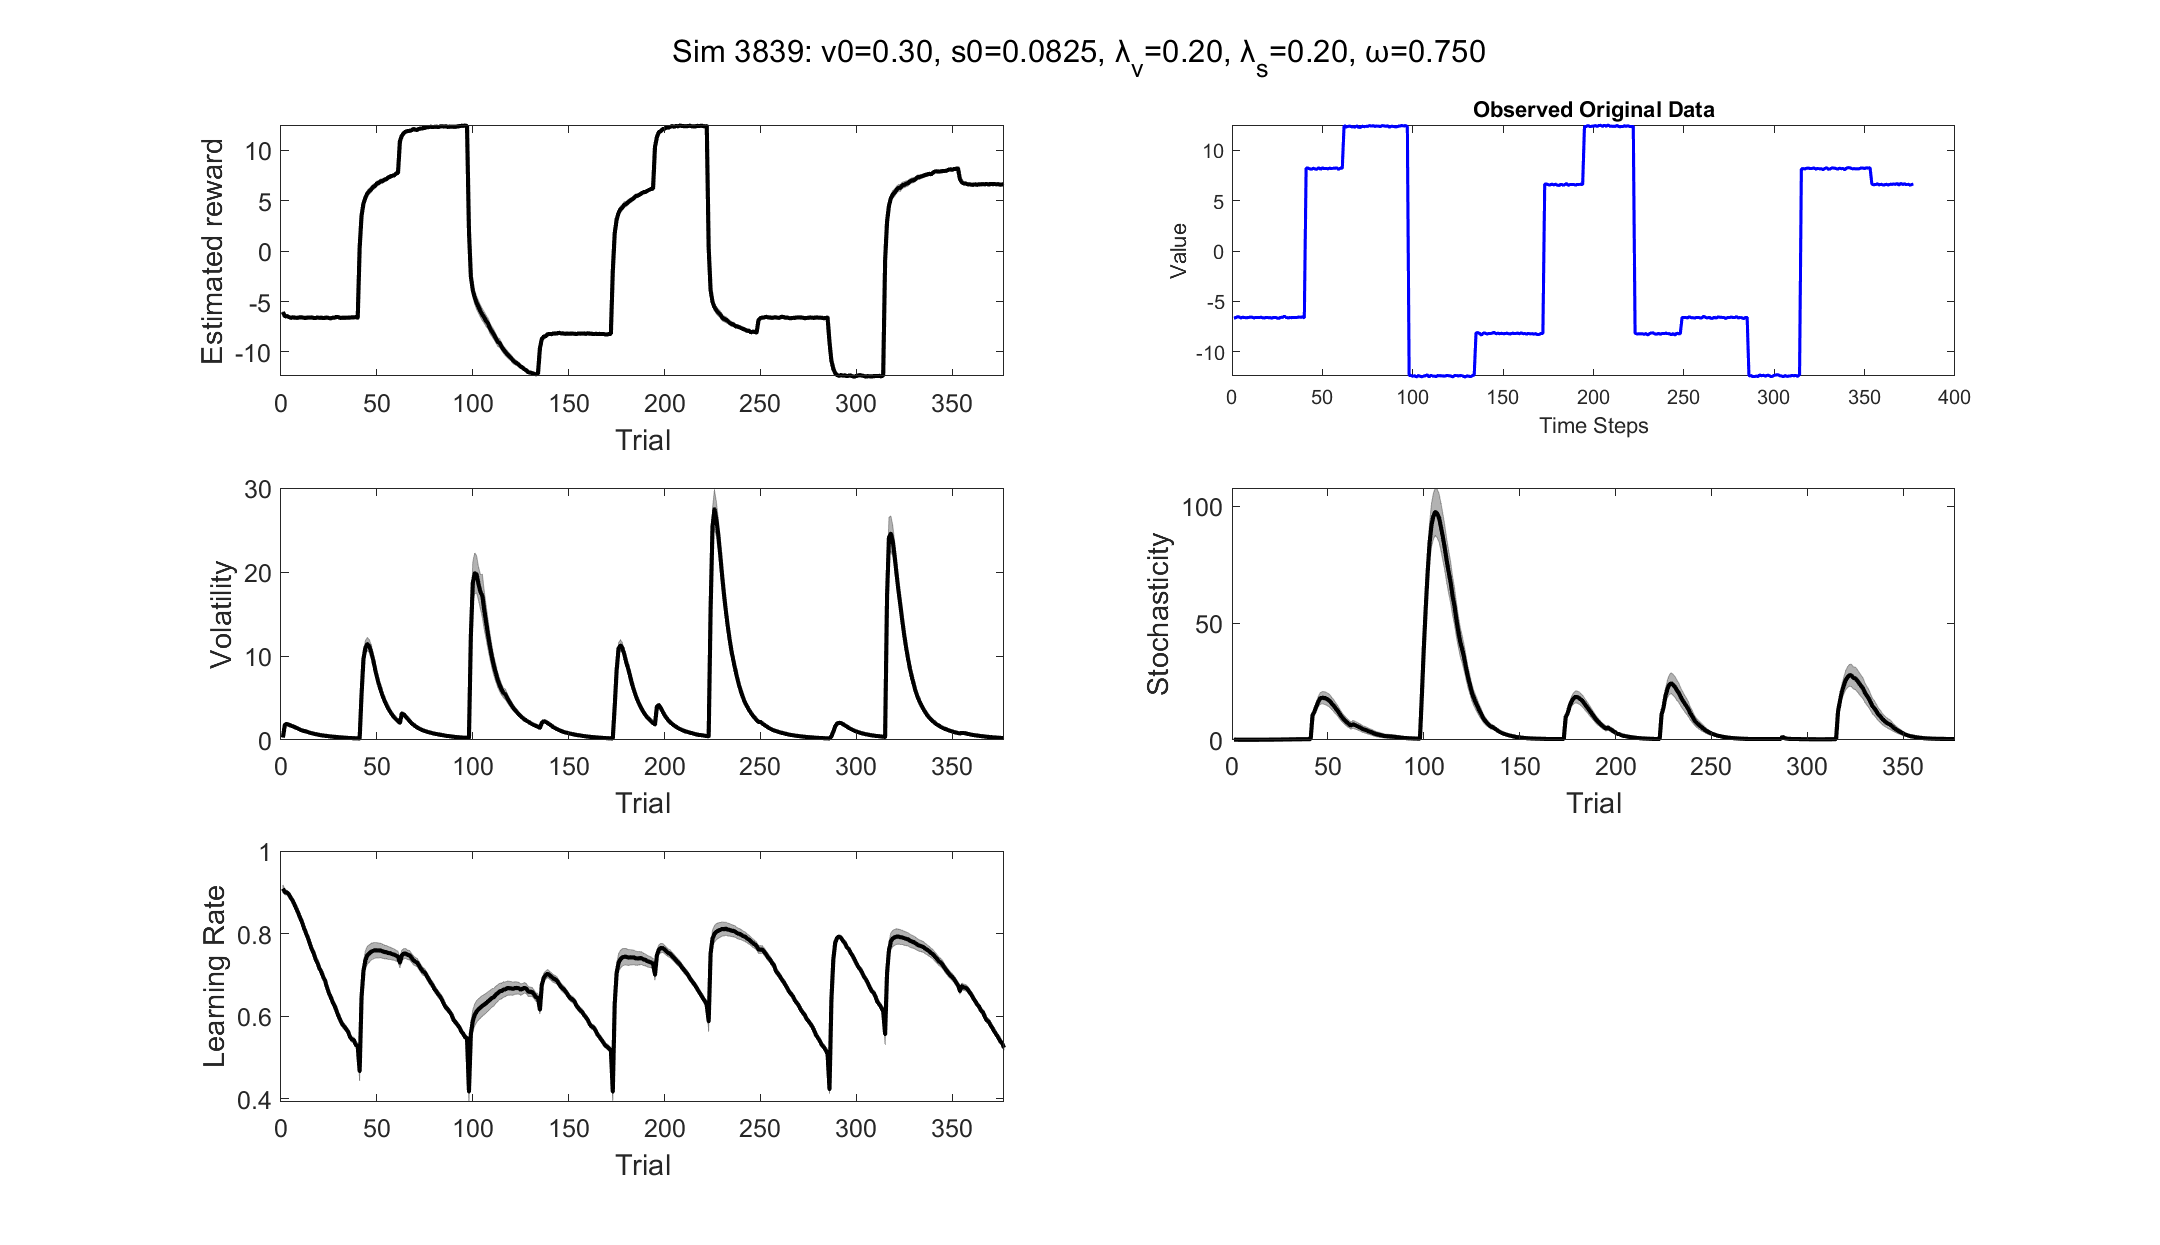 Sim 3839: v0=0.30, s0=0.0825, λv=0.20, λs=0.20, ω=0.750
Estimated reward
10
5
0
-5
-10
0 50 100 150 200 250 300 350
Trial
Observed Original Data
Value
10
5
0
-5
-10
0 50 100 150 200 250 300 350 400
Time Steps
Volatility
30
20
10
0
0 50 100 150 200 250 300 350
Trial
Stochasticity
100
50
0
0 50 100 150 200 250 300 350
Trial
Learning Rate
1
0.8
0.6
0.4
0 50 100 150 200 250 300 350
Trial